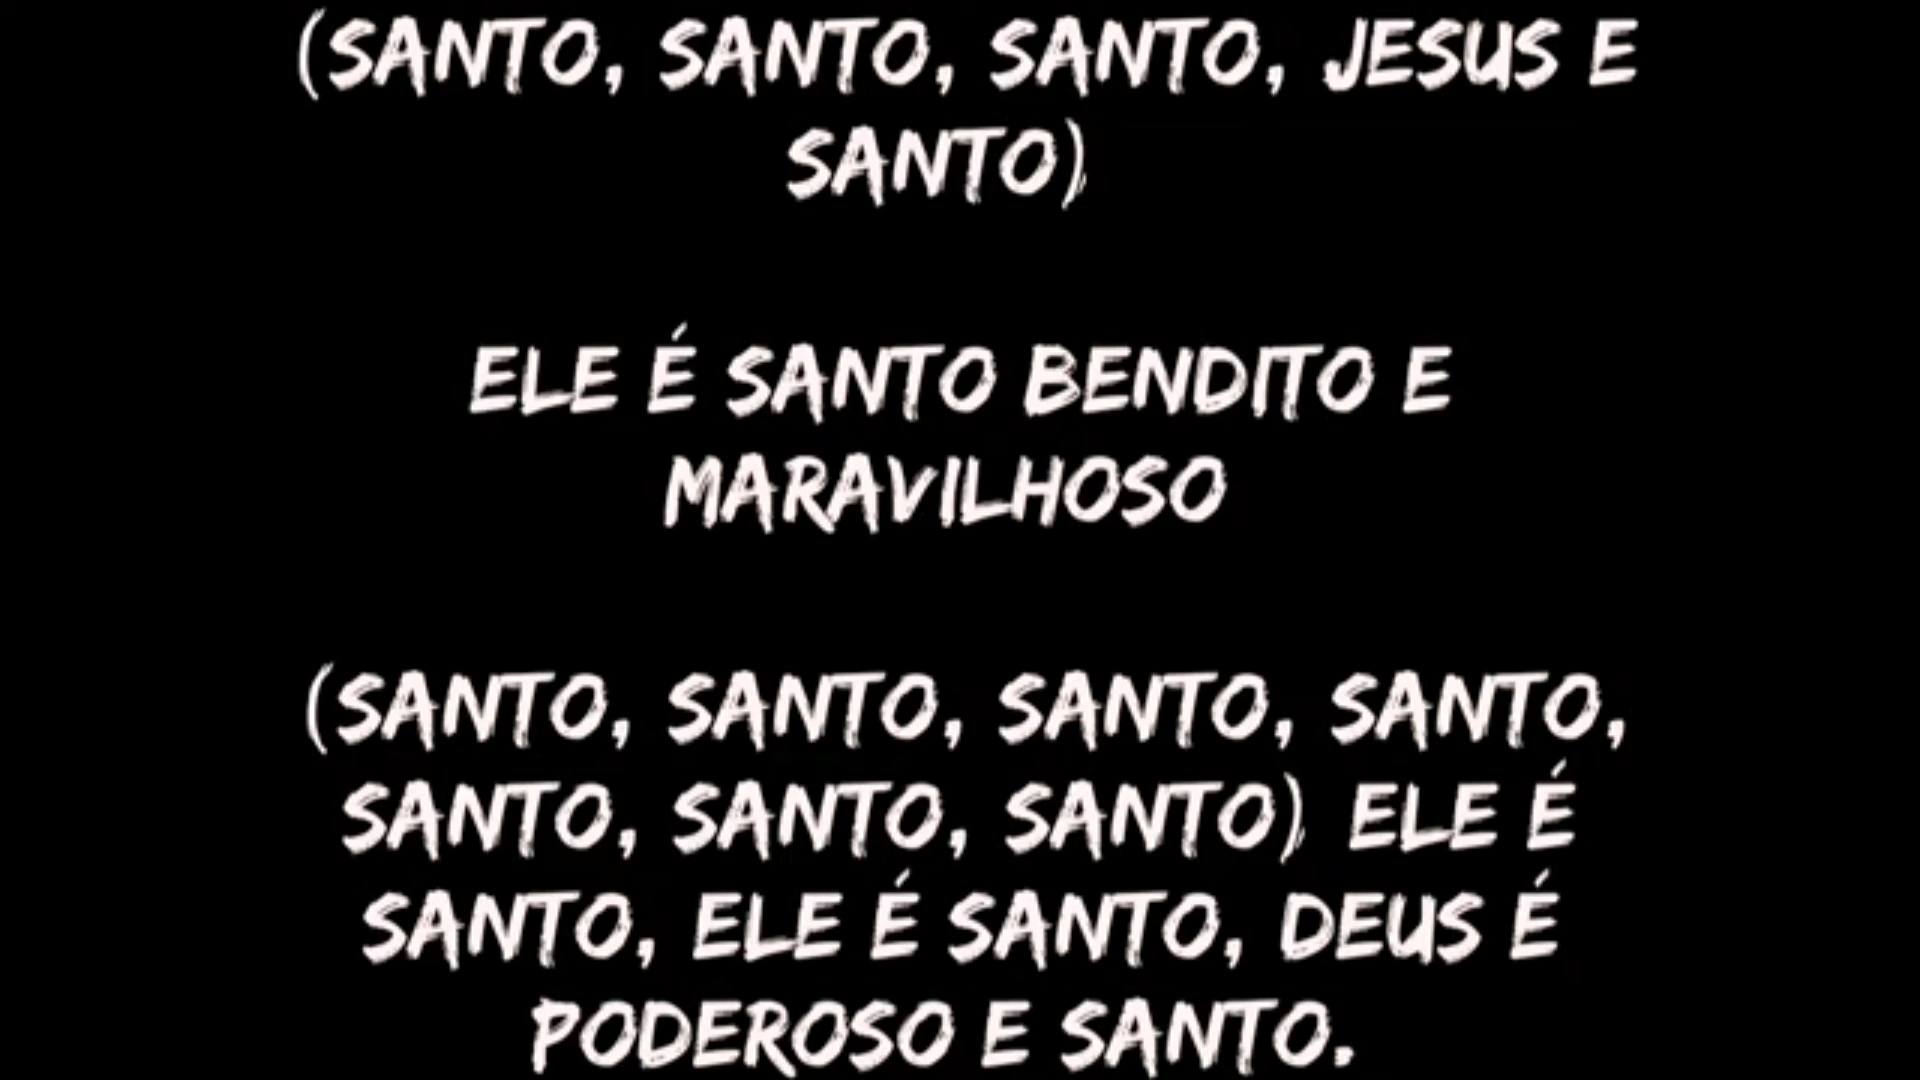 (SANTO, SANTO, SANTO, JESUS E
SANTO)
ELE É SANTO BENDITO E
MARAVILHOSO
(SANTO, SANTO, SANTO, SANTO,
SANTO, SANTO, SANTO) ELE É
SANTO, ELE É SANTO, DEUS É
PODEROSO E SANTO.